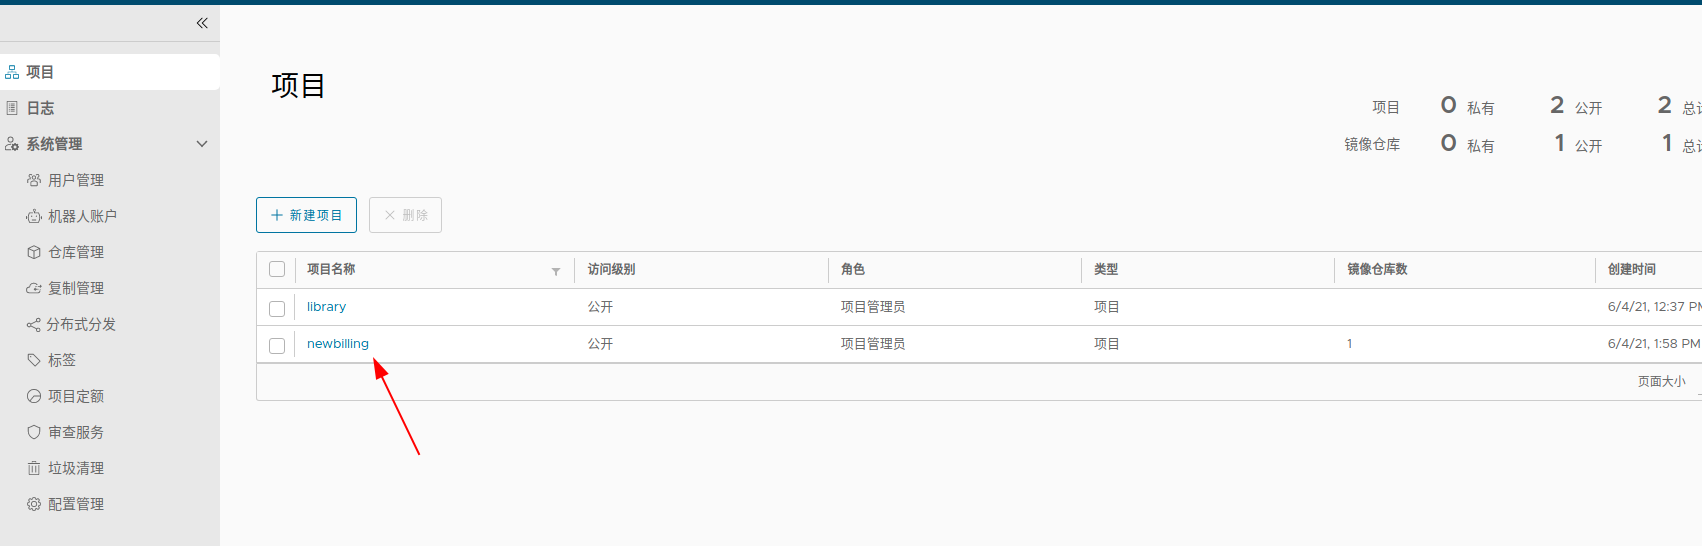 项目
日志
系统管理
用户管理
机器人账户
仓库管理
复制管理
分布式分发
标签
项目定额
审查服务
垃圾清理
配置管理
项目
项目 0 私有 2 公开 2
镜像仓库 0 私有 1 公开 1
新建项目 删除
项目名称 访问级别 角色 类型 镜像仓库数 创建时间
library 公开 项目管理员 项目 6/4/21, 12:37
newbilling 公开 项目管理员 项目 1 6/4/21, 1:58 PM
页面大小